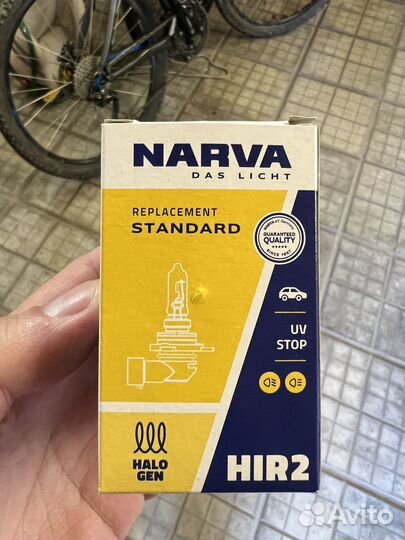 NARVA
DAS LICHT
REPLACEMENT
STANDARD
GUARANTEED
QUALITY
UV
STOP
HALO
GEN
HIR2
Avito